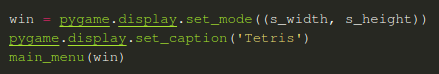 win = pygame.display.set_mode((s_width, s_height))
pygame.display.set_caption('Tetris')
main_menu(win)